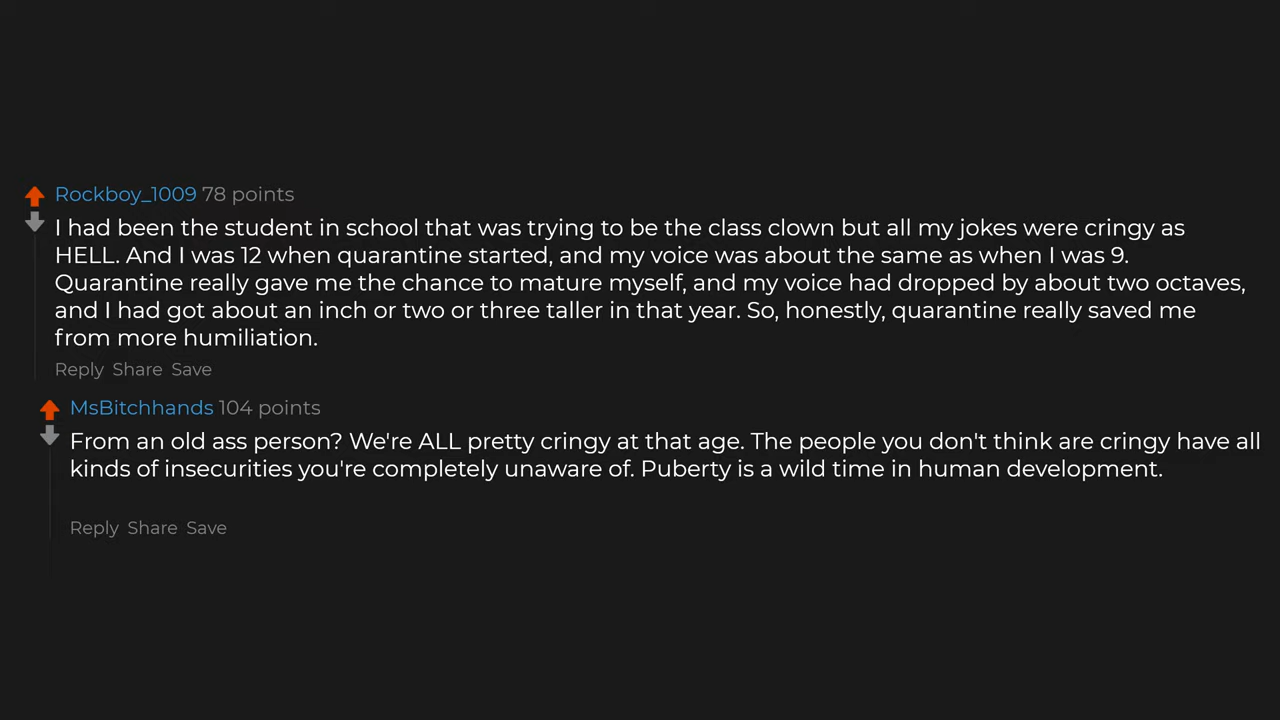 Rockboy_1009 78 points
I had been the student in school that was trying to be the class clown but all my jokes were cringy as
HELL. And I was 12 when quarantine started, and my voice was about the same as when I was 9.
Quarantine really gave me the chance to mature myself, and my voice had dropped by about two octaves,
and I had got about an inch or two or three taller in that year. So, honestly, quarantine really saved me
from more humiliation.
Reply Share Save
MsBitchhands 104 points
From an old ass person? We're ALL pretty cringy at that age. The people you don't think are cringy have all
kinds of insecurities you're completely unaware of. Puberty is a wild time in human development.
Reply Share Save